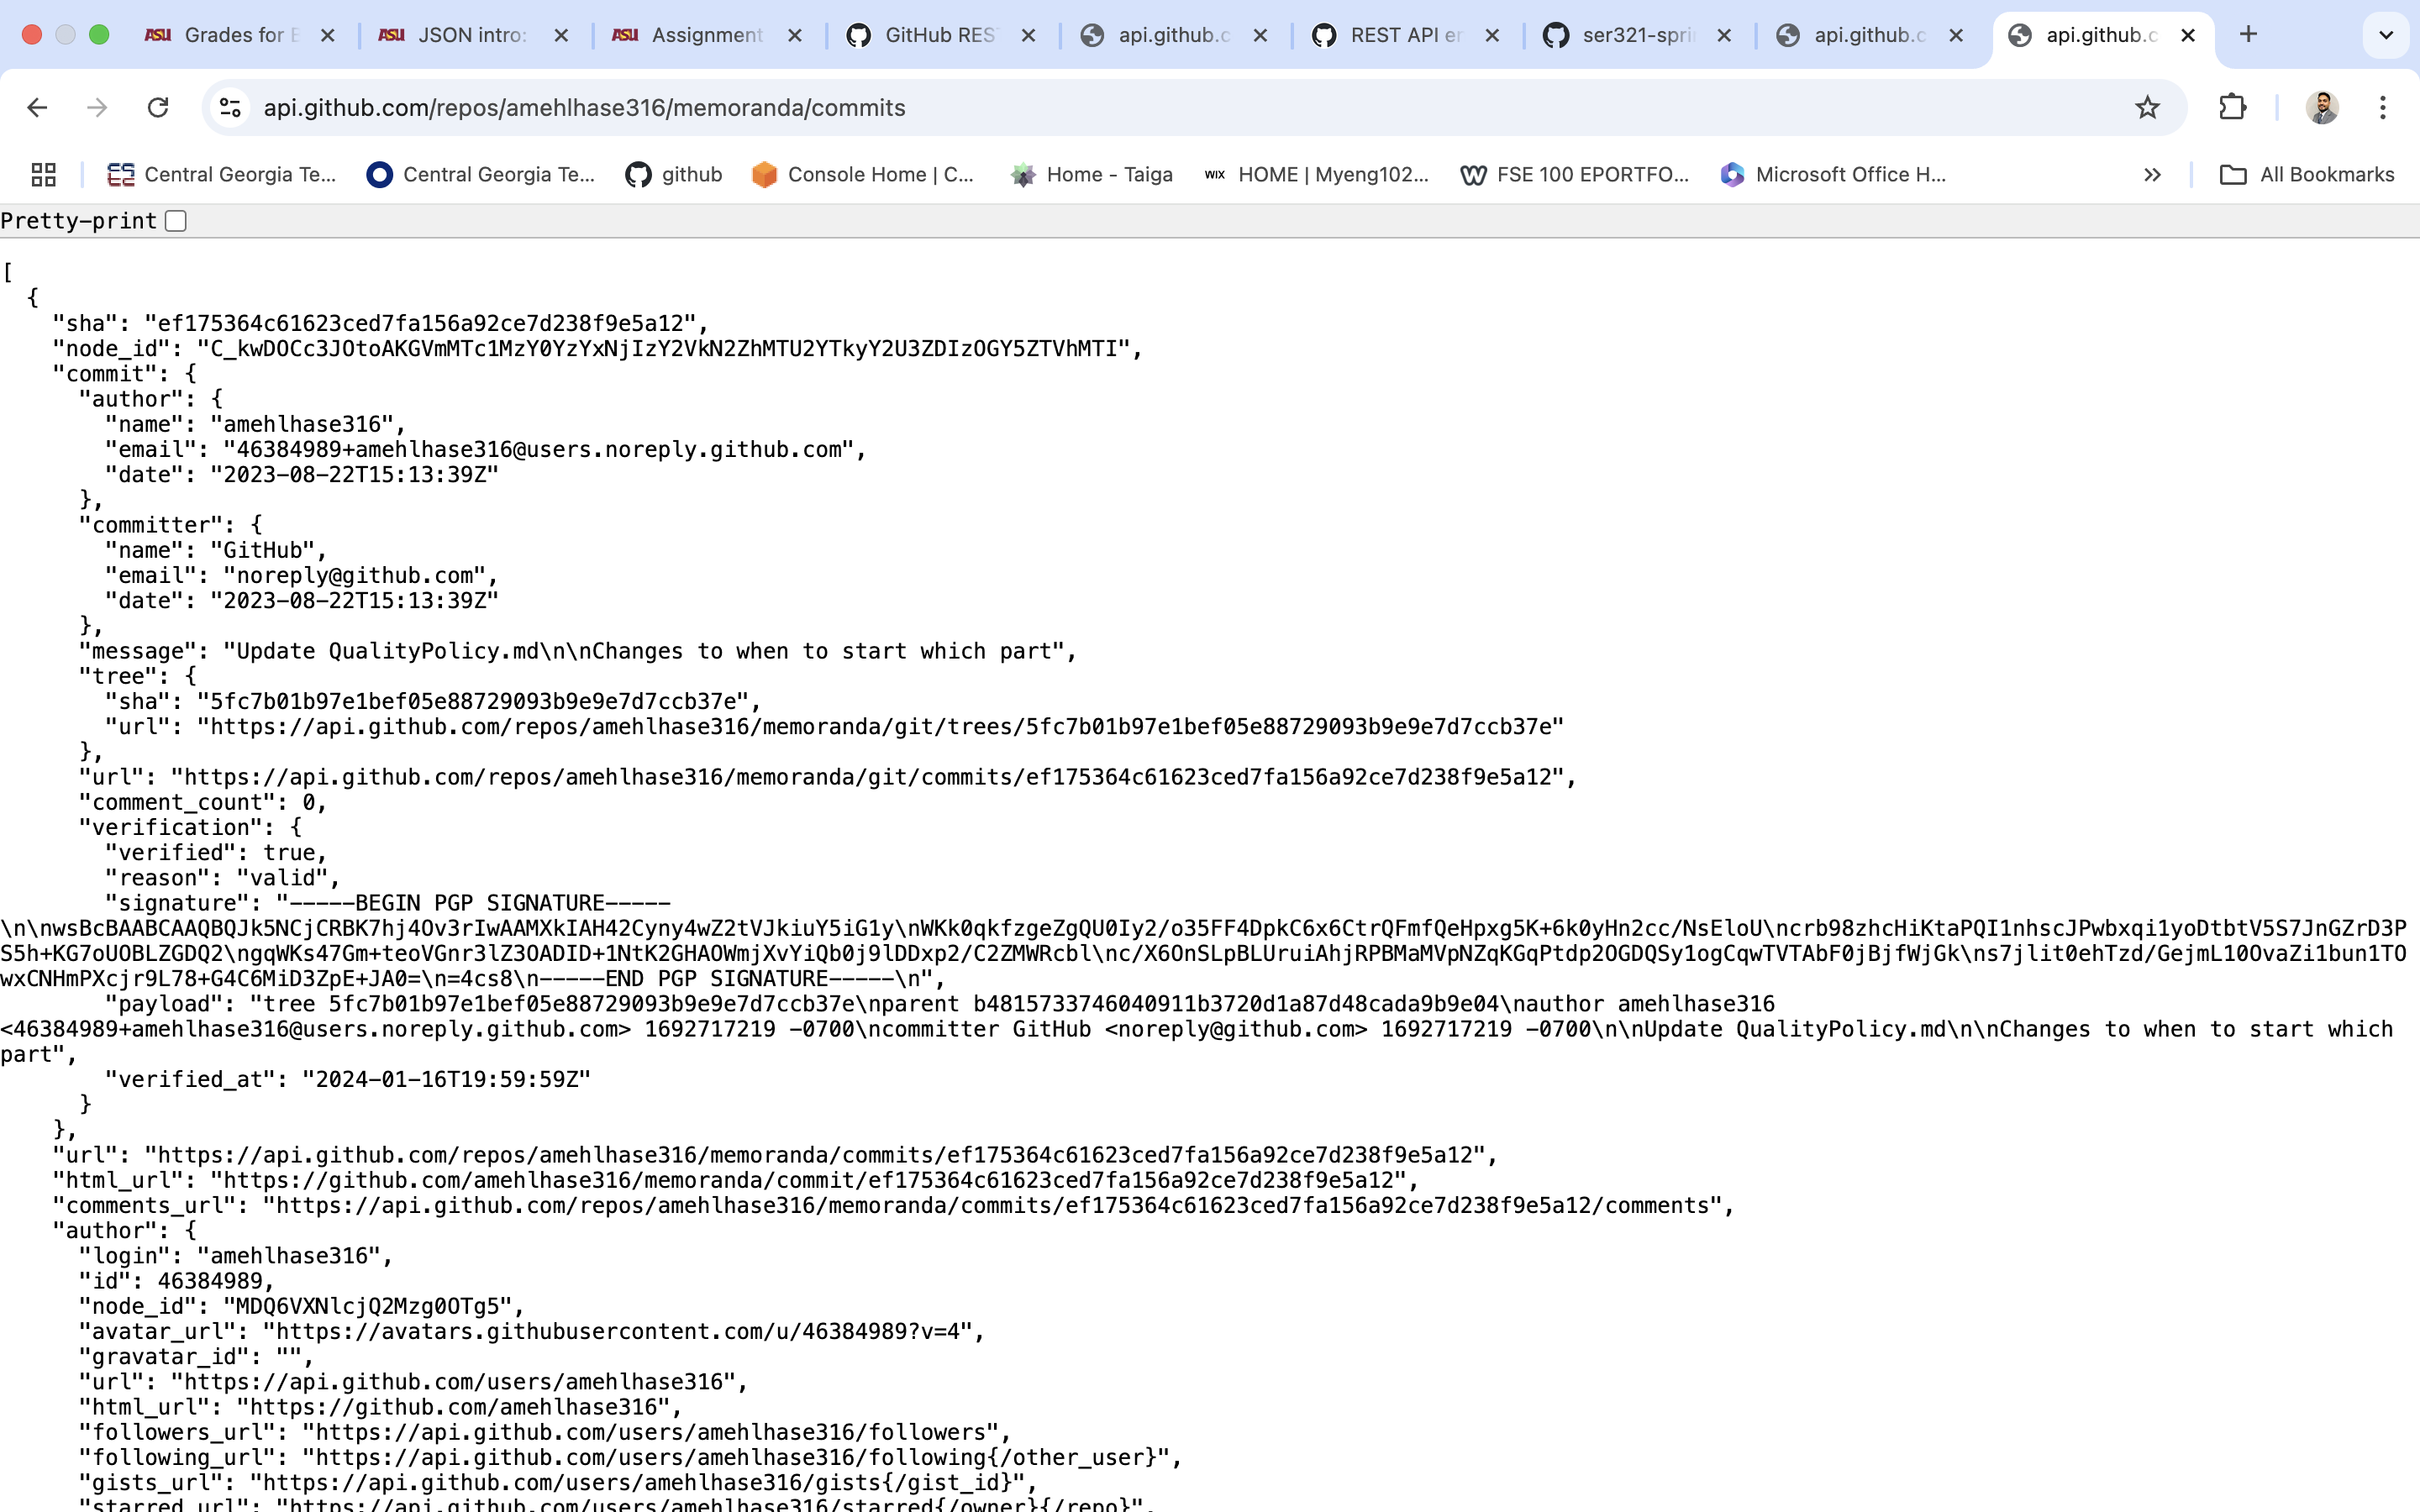 Grades for E
JSON intro:
Assignment
GitHub RES
api.github.c
REST API en
ser321-spri
api.github.c
api.github.c
api.github.com/repos/amehlhase316/memoranda/commits
Central Georgia Te...
Central Georgia Te...
github
Console Home | C...
Home - Taiga
WIX HOME | Myeng102...
FSE 100 EPORTFO...
Microsoft Office H...
All Bookmarks
Pretty-print
[
{
"sha": "ef175364c61623ced7fa156a92ce7d238f9e5a12",
"node_id": "C_kwDOCc3JOtoAKGVmMTc1MzY0YzYxNjIzY2VkN2ZhMTU2YTkyY2U3ZDIzOGY5ZTVhMTI",
"commit": {
"author": {
"name": "amehlhase316",
"email": "46384989+amehlhase316@users.noreply.github.com",
"date": "2023-08-22T15:13:39Z"
},
"committer": {
"name": "GitHub",
"email": "noreply@github.com",
"date": "2023-08-22T15:13:39Z"
},
"message": "Update QualityPolicy.md\n\nChanges to when to start which part",
"tree": {
"sha": "5fc7b01b97e1bef05e88729093b9e9e7d7ccb37e",
"url": "https://api.github.com/repos/amehlhase316/memoranda/git/trees/5fc7b01b97e1bef05e88729093b9e9e7d7ccb37e"
},
"url": "https://api.github.com/repos/amehlhase316/memoranda/git/commits/ef175364c61623ced7fa156a92ce7d238f9e5a12",
"comment_count": 0,
"verification": {
"verified": true,
"reason": "valid",
"signature": "-----BEGIN PGP SIGNATURE-----
\n\nwsBcBAABCAAQBQJk5NCjCRBK7hj4Ov3rIwAAMXkIAH42Cyny4wZ2tVJkiuY5iG1y\nWKk0qkfzgeZgQU0Iy2/o35FF4DpkC6x6CtrQFmfQeHpxg5K+6k0yHn2cc/NsEloU\ncrb98zhcHiKtaPQI1nhscJPwbxqi1yoDtbtV5S7JnGZrD3P
S5h+KG7oUOBLZGDQ2\ngqWKs47Gm+teoVGnr3lZ3OADID+1NtK2GHAOWmjXvYiQb0j9lDDxp2/C2ZMWRcbl\nc/X6OnSLpBLUruiAhjRPBMaMVpNZqKGqPtdp2OGDQSy1ogCqwTVTAbF0jBjfWjGk\ns7jlit0ehTzd/GejmL10OvaZi1bun1TO
wxCNHmPXcjr9L78+G4C6MiD3ZpE+JA0=\n=4cs8\n-----END PGP SIGNATURE-----\n",
"payload": "tree 5fc7b01b97e1bef05e88729093b9e9e7d7ccb37e\nparent b4815733746040911b3720d1a87d48cada9b9e04\nauthor amehlhase316
<46384989+amehlhase316@users.noreply.github.com> 1692717219 -0700\ncommitter GitHub <noreply@github.com> 1692717219 -0700\n\nUpdate QualityPolicy.md\n\nChanges to when to start which
part",
"verified_at": "2024-01-16T19:59:59Z"
}
},
"url": "https://api.github.com/repos/amehlhase316/memoranda/commits/ef175364c61623ced7fa156a92ce7d238f9e5a12",
"html_url": "https://github.com/amehlhase316/memoranda/commit/ef175364c61623ced7fa156a92ce7d238f9e5a12",
"comments_url": "https://api.github.com/repos/amehlhase316/memoranda/commits/ef175364c61623ced7fa156a92ce7d238f9e5a12/comments",
"author": {
"login": "amehlhase316",
"id": 46384989,
"node_id": "MDQ6VXNlcjQ2Mzg0OTg5",
"avatar_url": "https://avatars.githubusercontent.com/u/46384989?v=4",
"gravatar_id": "",
"url": "https://api.github.com/users/amehlhase316",
"html_url": "https://github.com/amehlhase316",
"followers_url": "https://api.github.com/users/amehlhase316/followers",
"following_url": "https://api.github.com/users/amehlhase316/following{/other_user}",
"gists_url": "https://api.github.com/users/amehlhase316/gists{/gist_id}",
"starred_url": "https://api.github.com/users/amehlhase316/starred{/owner}{/repo}",